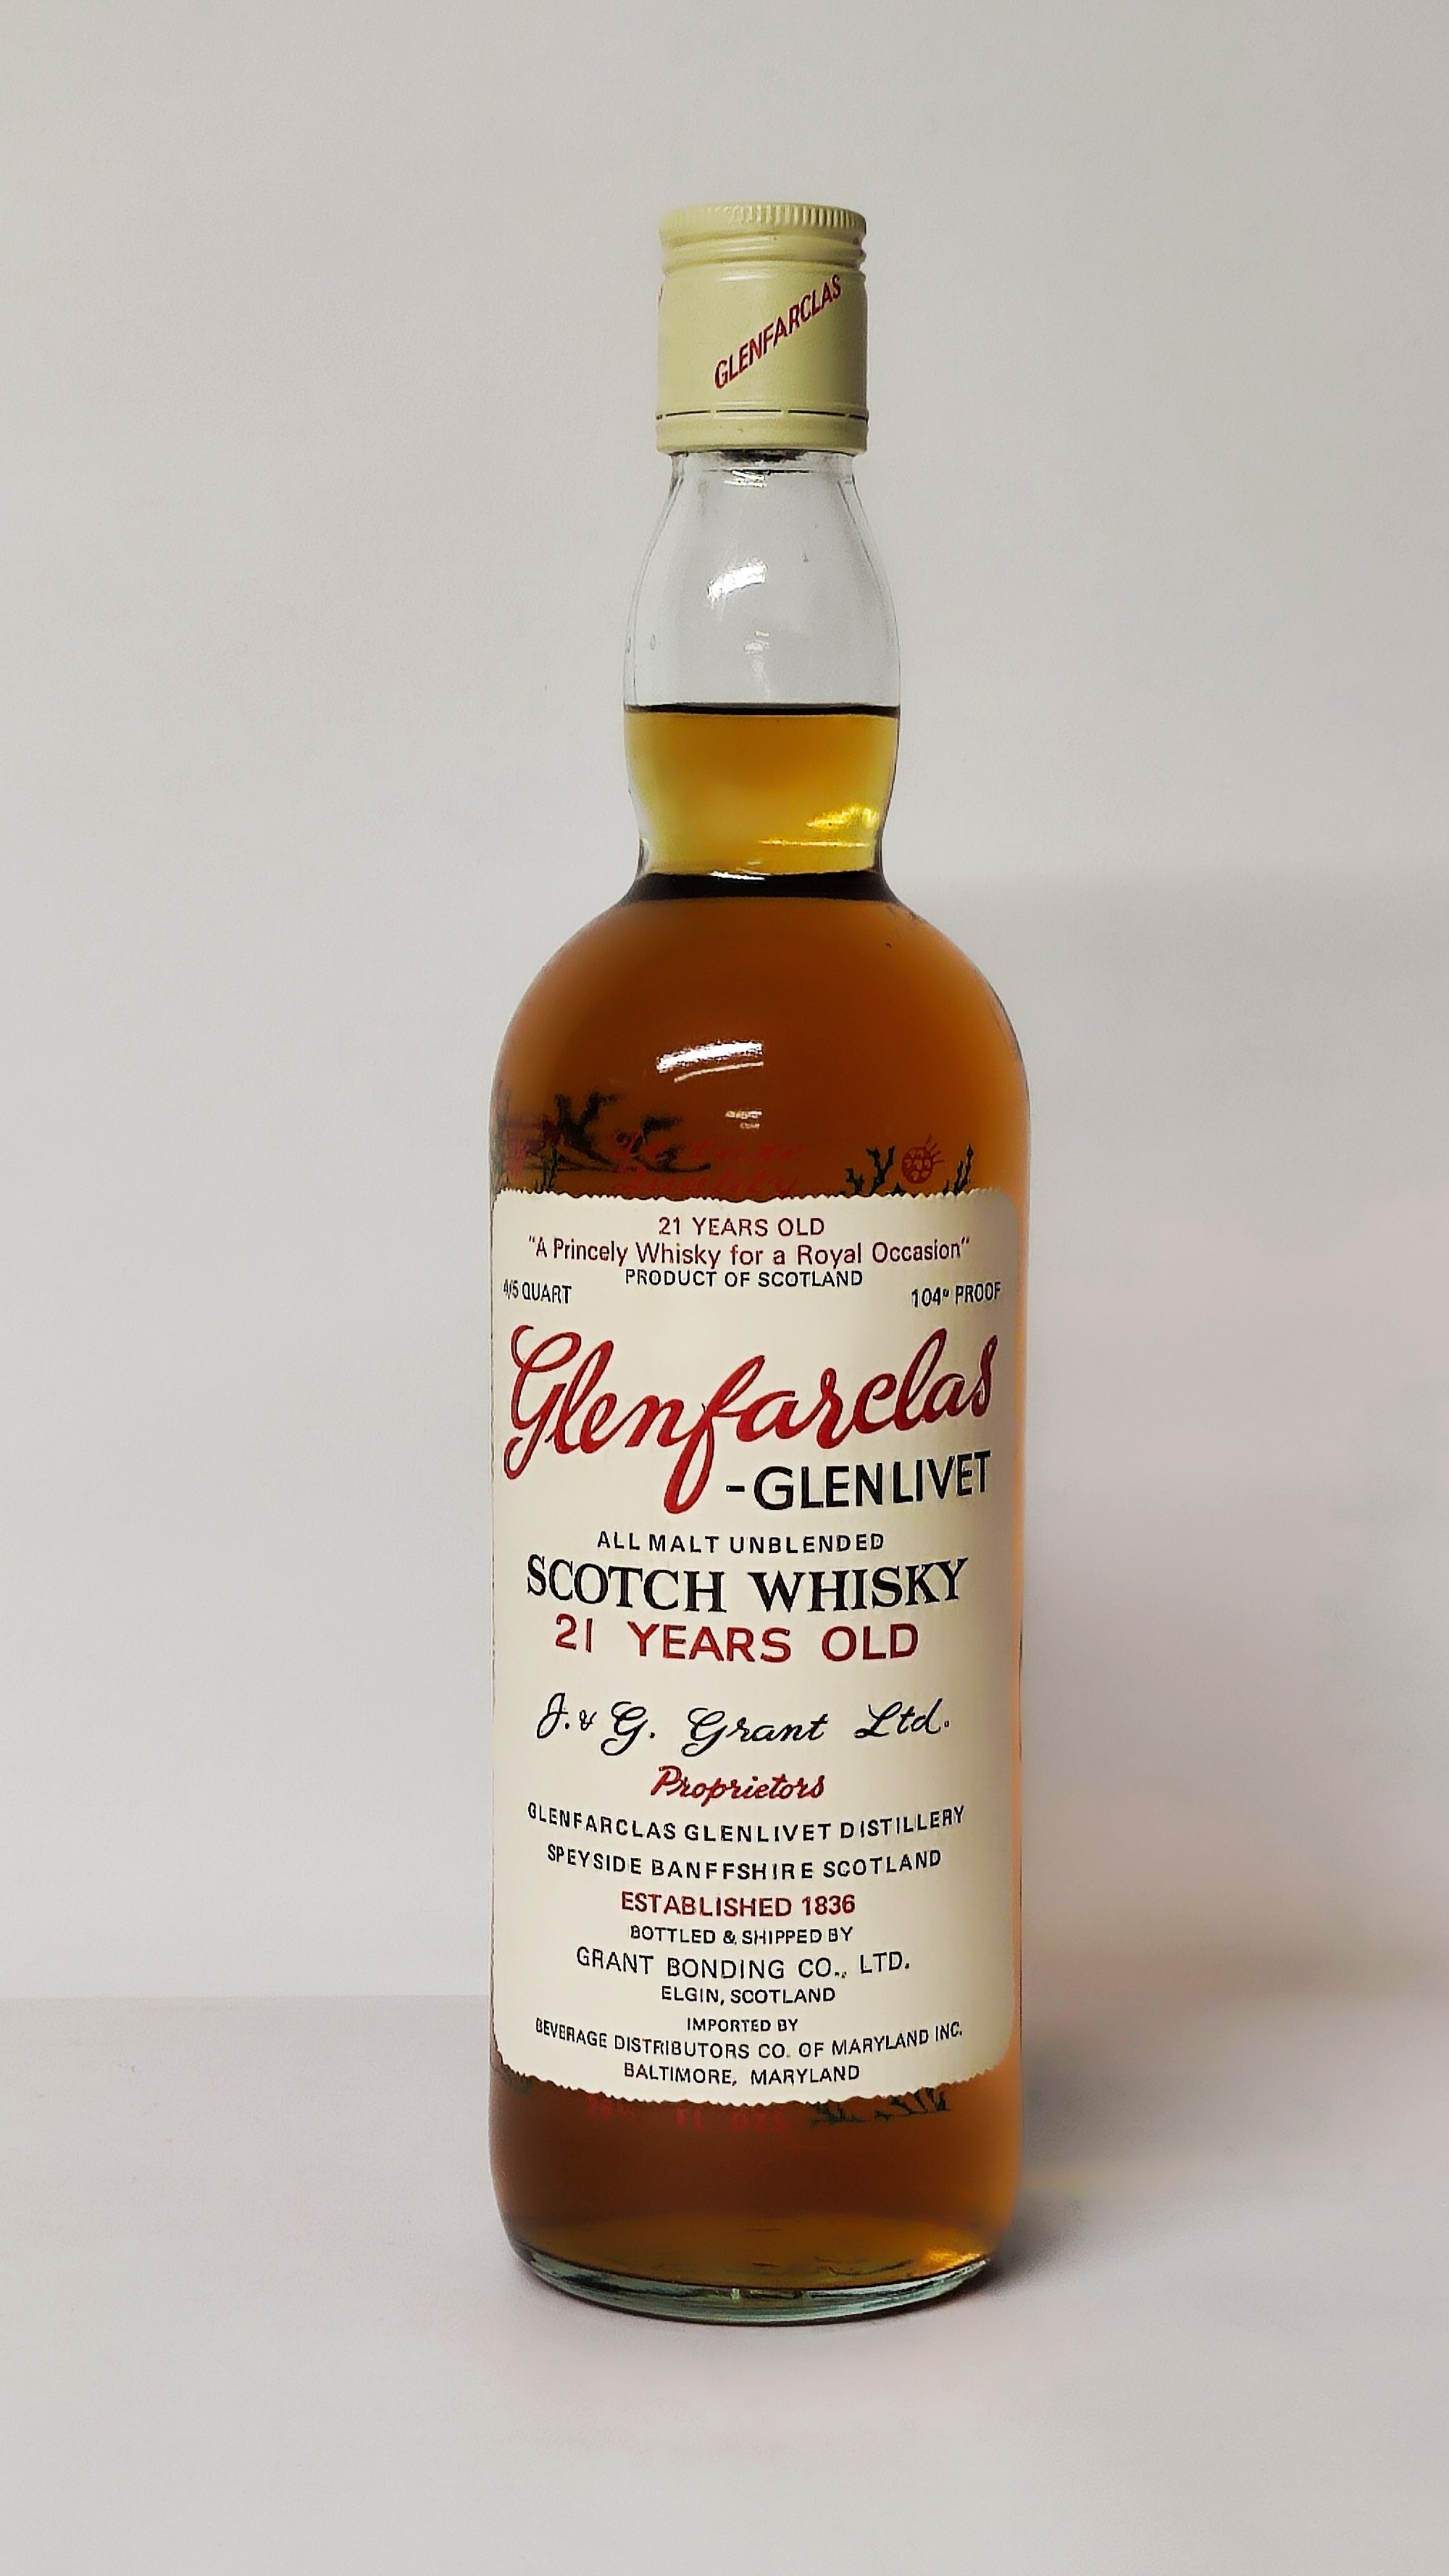 GLENFARCLAS
21 YEARS OLD
"A Princely Whisky for a Royal Occasion"
PRODUCT OF SCOTLAND
4/5 QUART
104º PROOF
Glenfarclas
-GLENLIVET
ALL MALT UNBLENDED
SCOTCH WHISKY
21 YEARS OLD
J. & G. Grant Ltd.
Proprietors
GLENFARCLAS GLENLIVET DISTILLERY
SPEYSIDE BANFFSHIRE SCOTLAND
ESTABLISHED 1836
BOTTLED & SHIPPED BY
GRANT BONDING CO., LTD.
ELGIN, SCOTLAND
IMPORTED BY
BEVERAGE DISTRIBUTORS CO. OF MARYLAND INC.
BALTIMORE, MARYLAND